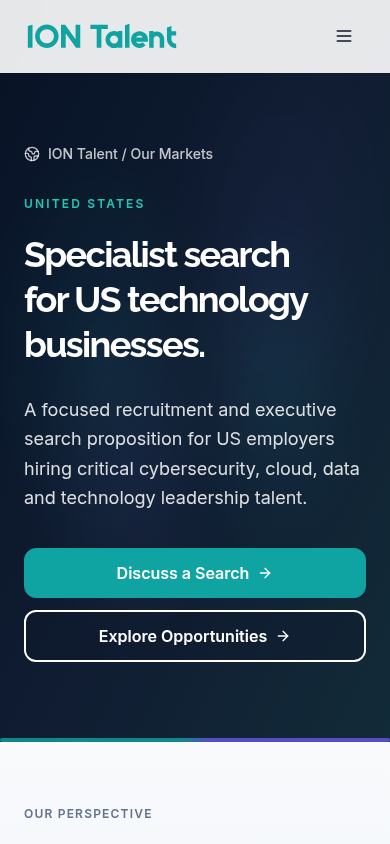 ION Talent
ION Talent / Our Markets
UNITED STATES
Specialist search
for US technology
businesses.
A focused recruitment and executive
search proposition for US employers
hiring critical cybersecurity, cloud, data
and technology leadership talent.
Discuss a Search →
Explore Opportunities →
OUR PERSPECTIVE